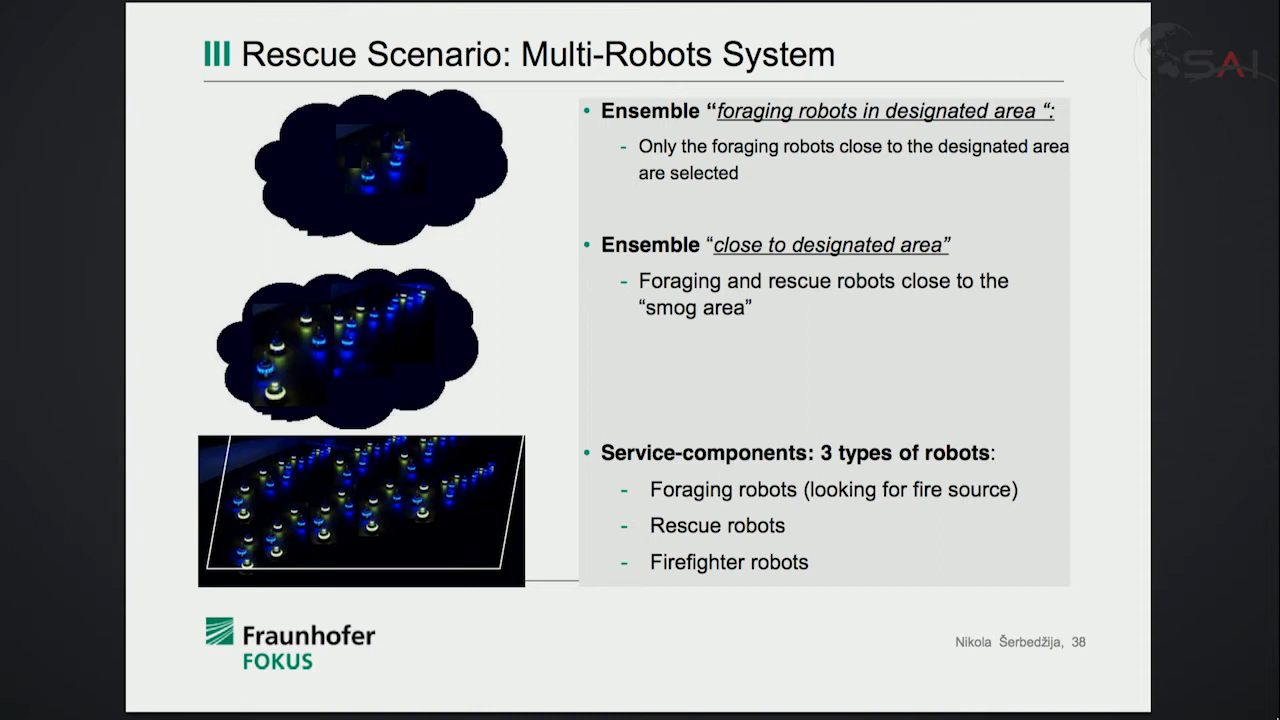 Rescue Scenario: Multi-Robots System
SAI
• Ensemble “foraging robots in designated area “:
- Only the foraging robots close to the designated area
are selected
• Ensemble “close to designated area”
- Foraging and rescue robots close to the
“smog area”
• Service-components: 3 types of robots:
- Foraging robots (looking for fire source)
- Rescue robots
- Firefighter robots
Fraunhofer
FOKUS
Nikola Šerbedžija, 38